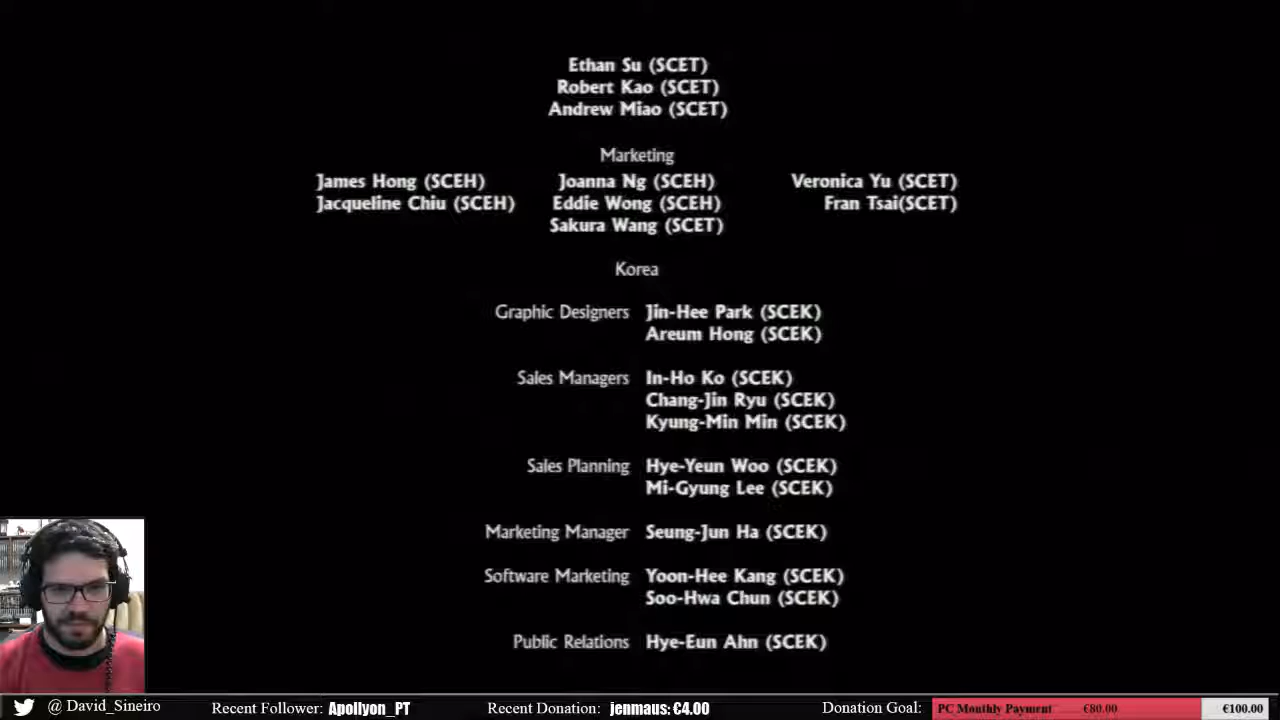 Ethan Su (SCET)
Robert Kao (SCET)
Andrew Miao (SCET)
Marketing
James Hong (SCEH) Joanna Ng (SCEH) Veronica Yu (SCET)
Jacqueline Chiu (SCEH) Eddie Wong (SCEH) Fran Tsai(SCET)
Sakura Wang (SCET)
Korea
Graphic Designers Jin-Hee Park (SCEK)
Areum Hong (SCEK)
Sales Managers In-Ho Ko (SCEK)
Chang-Jin Ryu (SCEK)
Kyung-Min Min (SCEK)
Sales Planning Hye-Yeun Woo (SCEK)
Mi-Gyung Lee (SCEK)
Marketing Manager Seung-Jun Ha (SCEK)
Software Marketing Yoon-Hee Kang (SCEK)
Soo-Hwa Chun (SCEK)
Public Relations Hye-Eun Ahn (SCEK)
@ David_Sineiro Recent Follower: Apollyon_PT Recent Donation: jenmaus: €4.00 Donation Goal: PC Monthly Payment €80.00 €100.00